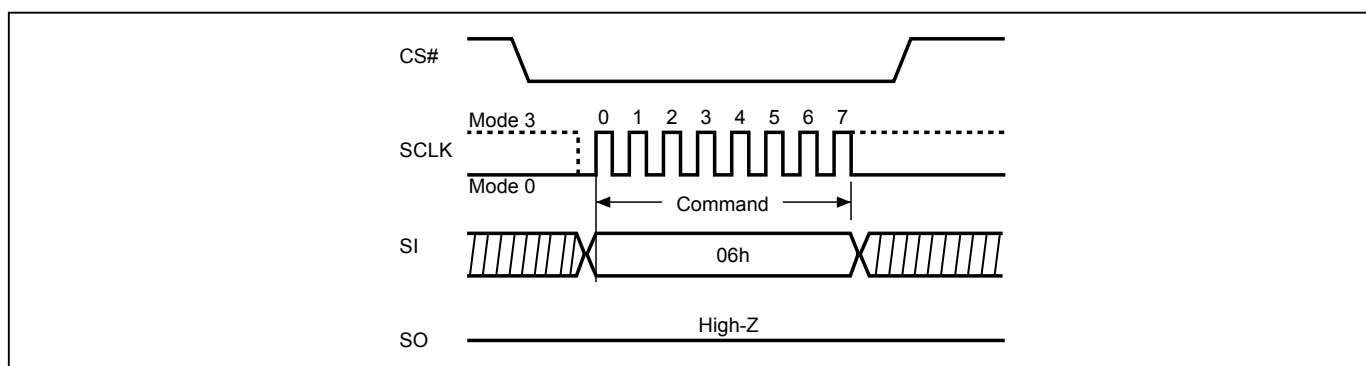 CS#
Mode 3
0 1 2 3 4 5 6 7
SCLK
Mode 0
Command
SI
06h
High-Z
SO